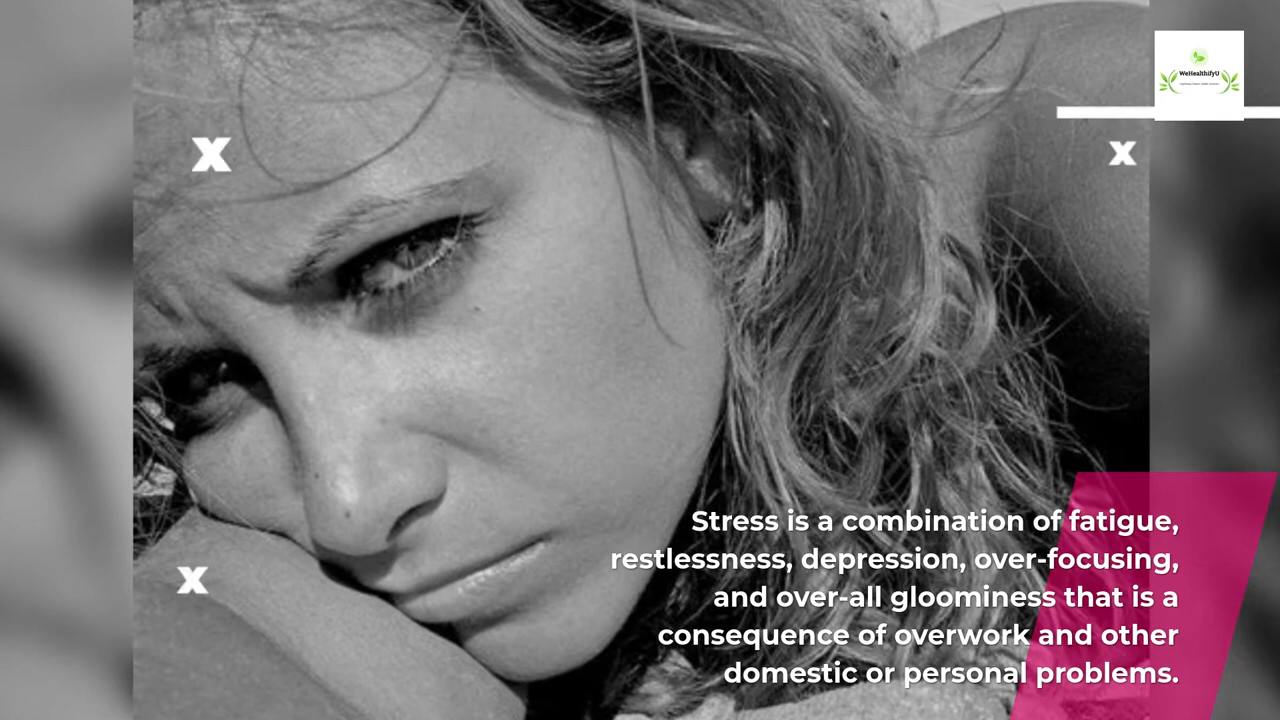 WeHealthifyU
x
x
Stress is a combination of fatigue,
restlessness, depression, over-focusing,
and over-all gloominess that is a
consequence of overwork and other
domestic or personal problems.
x